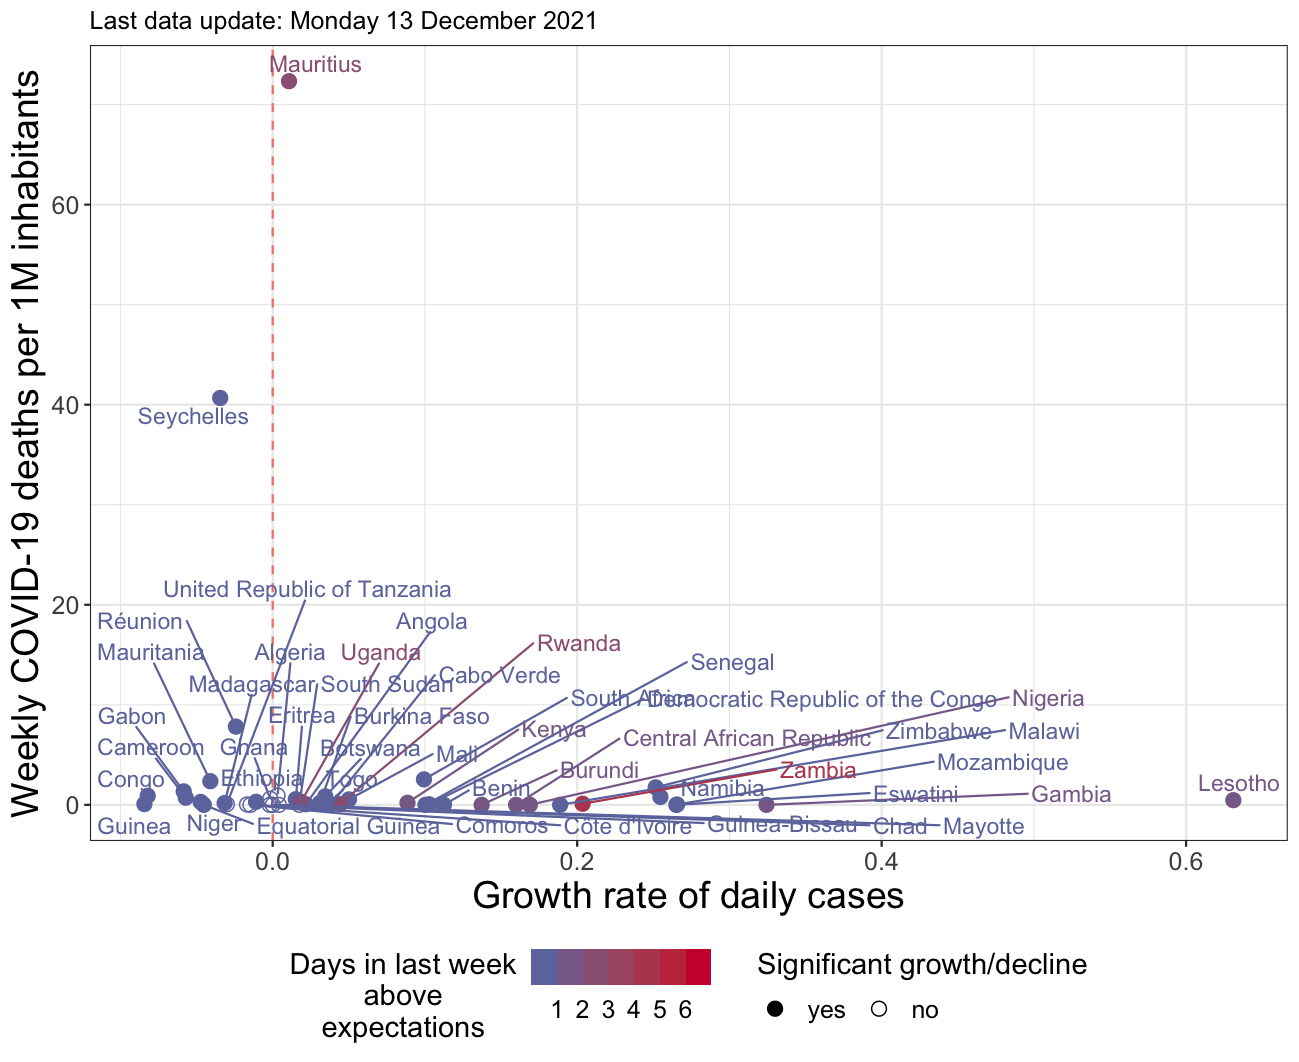 Last data update: Monday 13 December 2021
Weekly COVID-19 deaths per 1M inhabitants
60
40
20
0
Mauritius
Seychelles
United Republic of Tanzania
Réunion
Angola
Mauritania
Algeria
Uganda
Rwanda
Senegal
Cabo Verde
Madagascar
South Sudan
South Africa
Democratic Republic of the Congo
Nigeria
Gabon
Eritrea
Burkina Faso
Kenya
Central African Republic
Zimbabwe
Malawi
Cameroon
Ghana
Botswana
Mali
Mozambique
Burundi
Zambia
Congo
Ethiopia
Togo
Benin
Namibia
Eswatini
Gambia
Lesotho
Guinea
Niger
Equatorial Guinea
Comoros
Côte d'Ivoire
Guinea-Bissau
Chad
Mayotte
0.0
0.2
0.4
0.6
Growth rate of daily cases
Days in last week
above
expectations
1 2 3 4 5 6
Significant growth/decline
yes
no